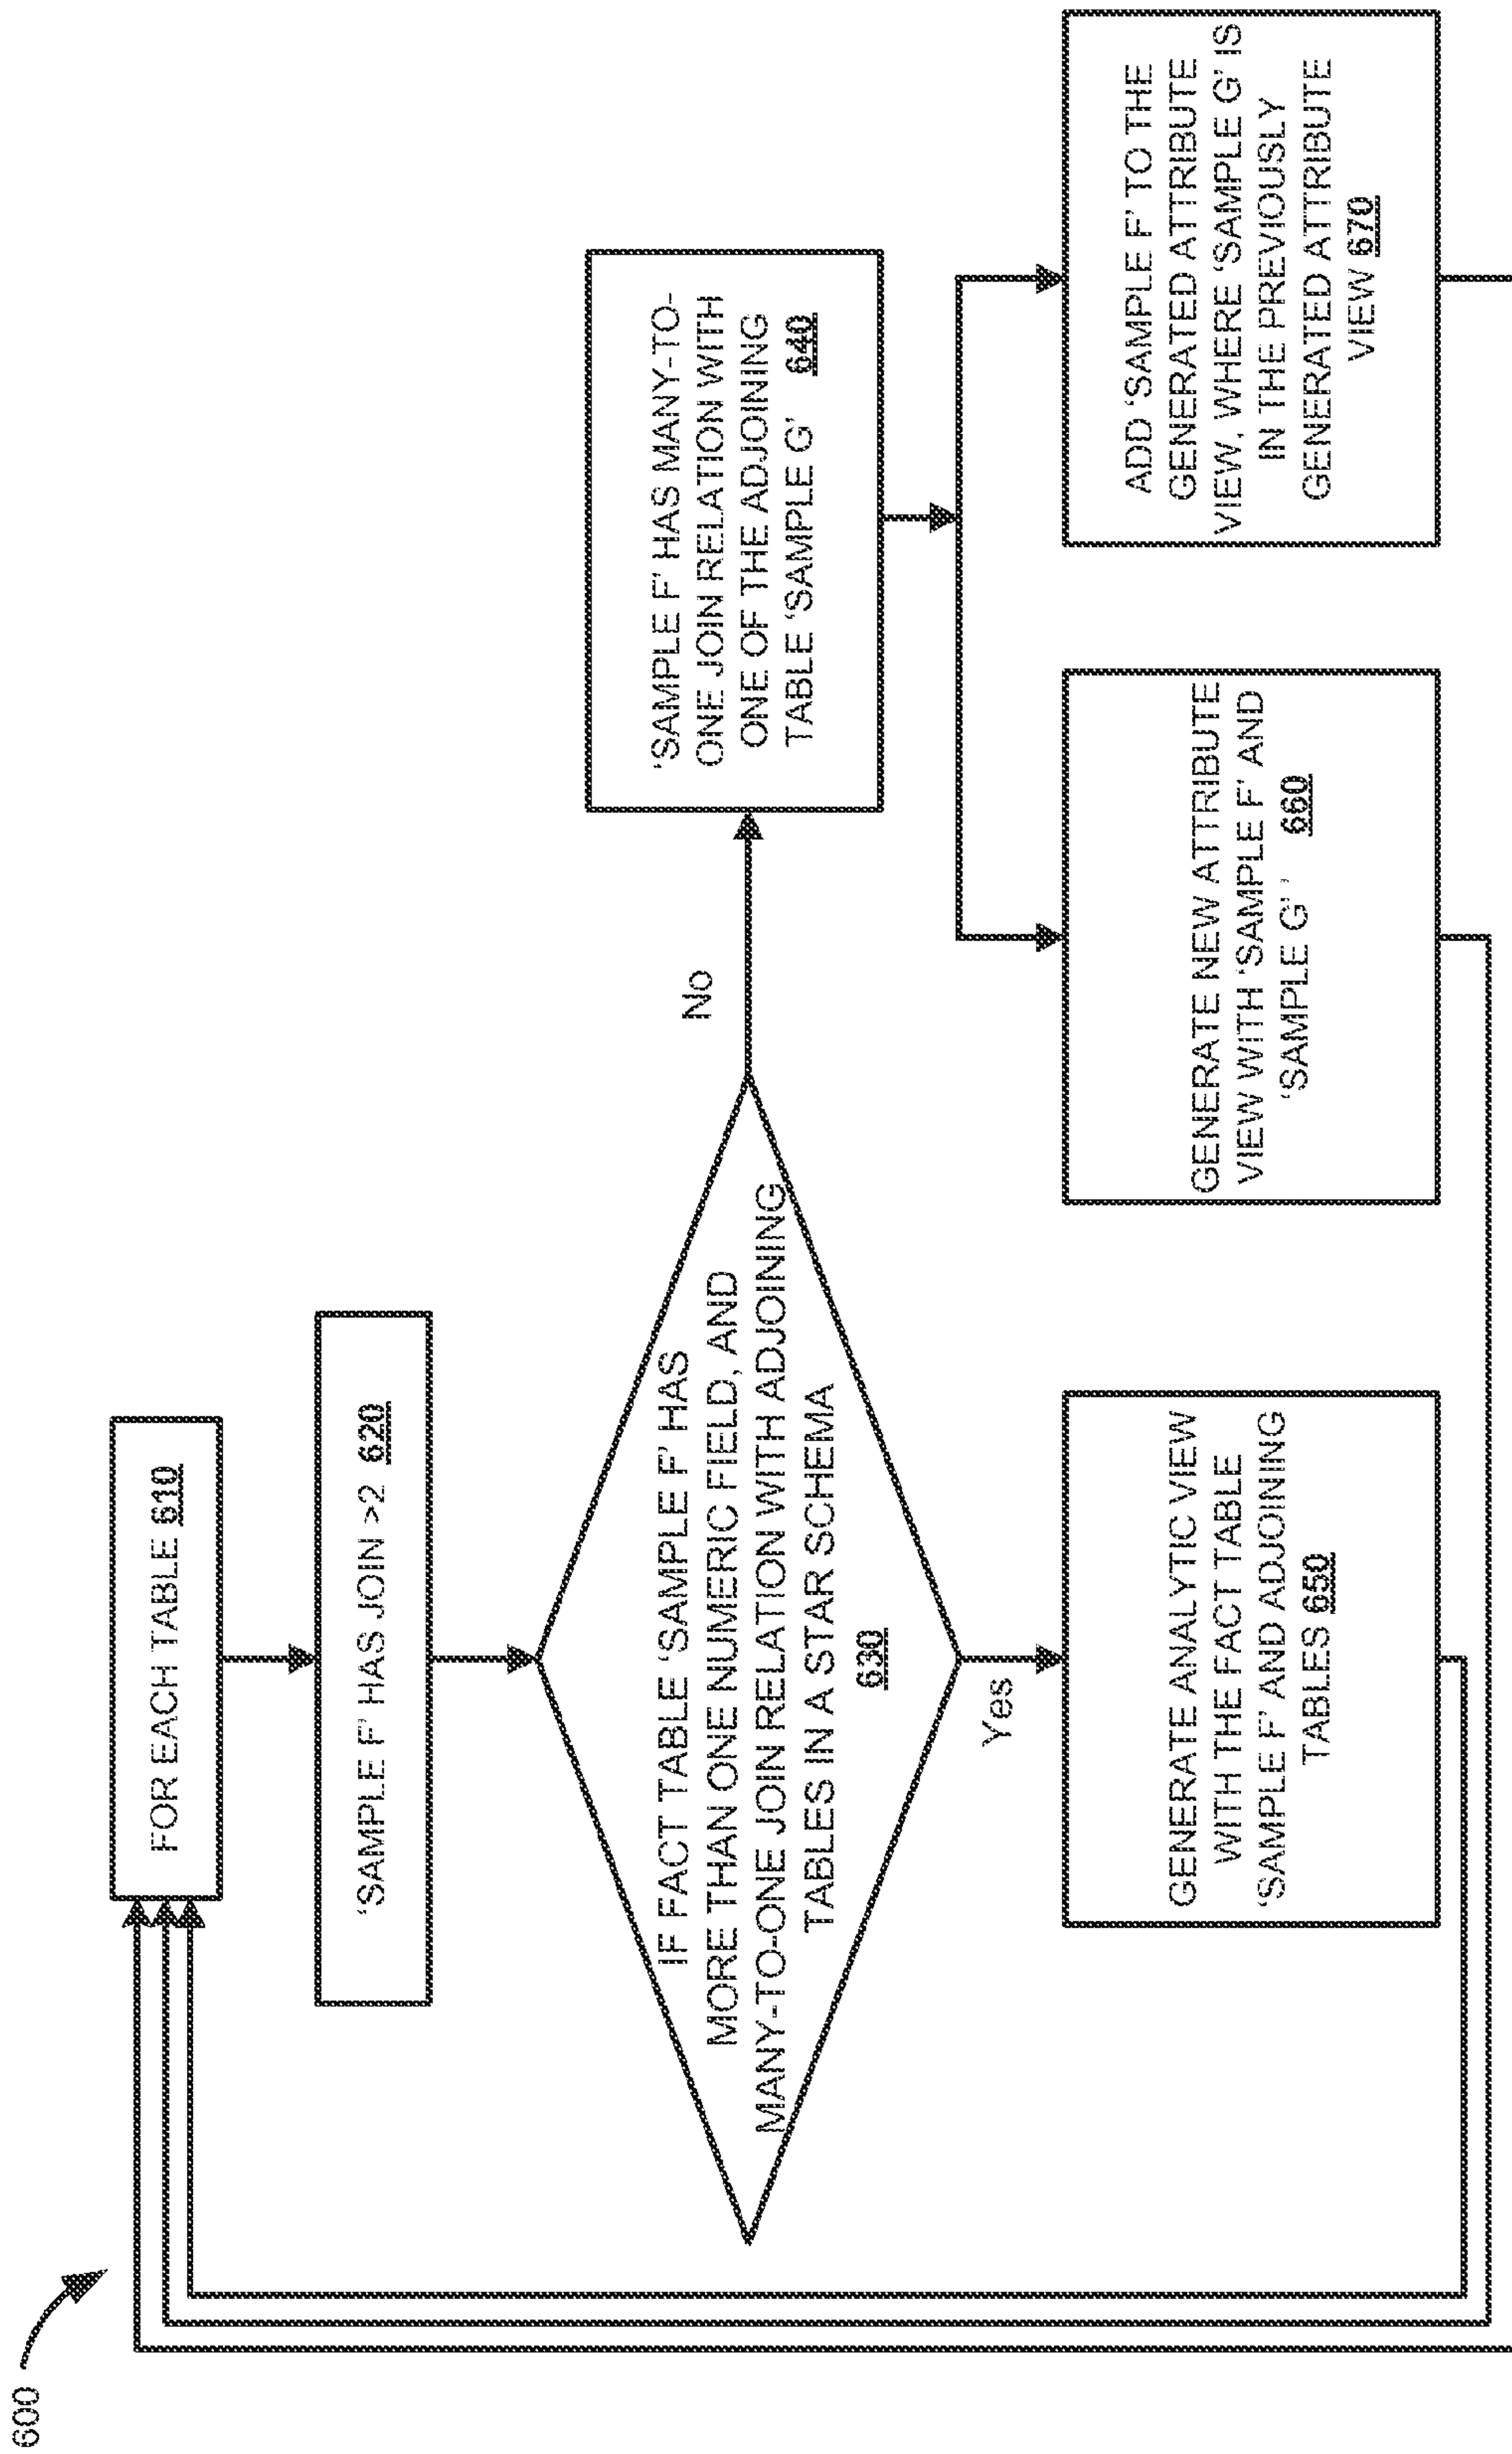 600
FOR EACH TABLE 610
'SAMPLE F' HAS JOIN >2 620
IF FACT TABLE 'SAMPLE F' HAS
MORE THAN ONE NUMERIC FIELD, AND
MANY-TO-ONE JOIN RELATION WITH ADJOINING
TABLES IN A STAR SCHEMA
630
No
'SAMPLE F' HAS MANY-TO-
ONE JOIN RELATION WITH
ONE OF THE ADJOINING
TABLE 'SAMPLE G' 640
Yes
GENERATE ANALYTIC VIEW
WITH THE FACT TABLE
'SAMPLE F' AND ADJOINING
TABLES 650
GENERATE NEW ATTRIBUTE
VIEW WITH 'SAMPLE F' AND
'SAMPLE G' ' 660
ADD 'SAMPLE F' TO THE
GENERATED ATTRIBUTE
VIEW, WHERE 'SAMPLE G' IS
IN THE PREVIOUSLY
GENERATED ATTRIBUTE
VIEW 670